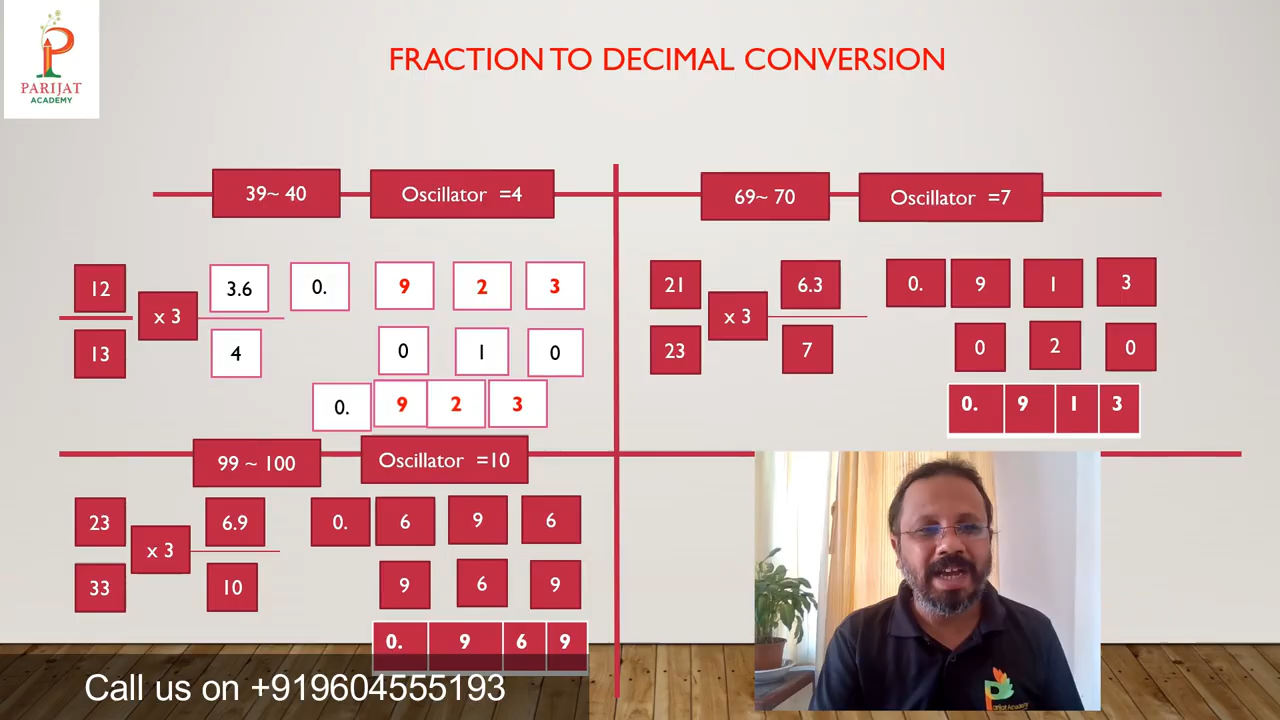 PARIJAT
ACADEMY
FRACTION TO DECIMAL CONVERSION
39~ 40
Oscillator =4
12
13
x 3
3.6
4
0. 9 2 3
0 1 0
0. 9 2 3
69~ 70
Oscillator =7
21
23
x 3
6.3
7
0. 9 1 3
0 2 0
0. 9 1 3
99 ~ 100
Oscillator =10
23
33
x 3
6.9
10
0. 6 9 6
9 6 9
0. 9 6 9
Parijat Academy
Call us on +919604555193